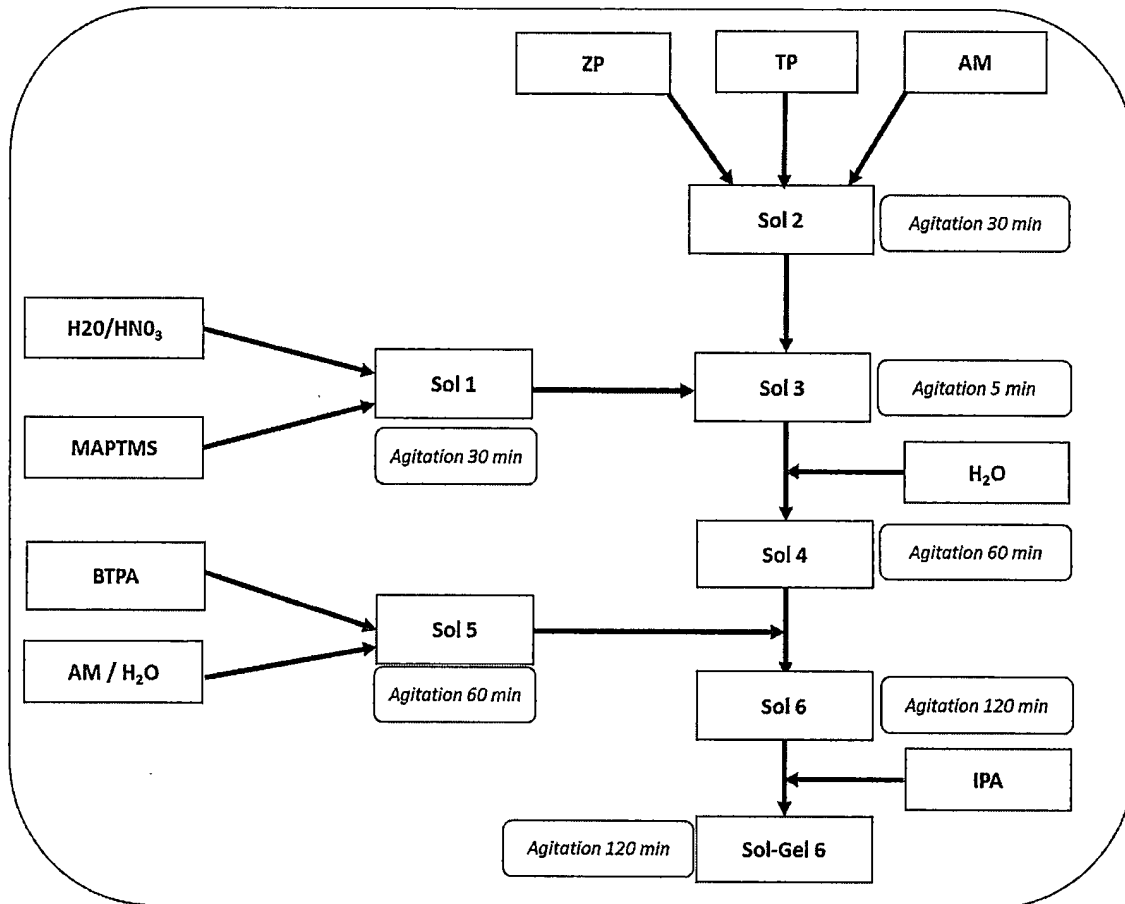 ZP
TP
AM
Sol 2
Agitation 30 min
H20/HN0₃
Sol 1
Sol 3
Agitation 5 min
MAPTMS
Agitation 30 min
H₂O
BTPA
Sol 4
Agitation 60 min
Sol 5
AM / H₂O
Agitation 60 min
Sol 6
Agitation 120 min
IPA
Agitation 120 min
Sol-Gel 6